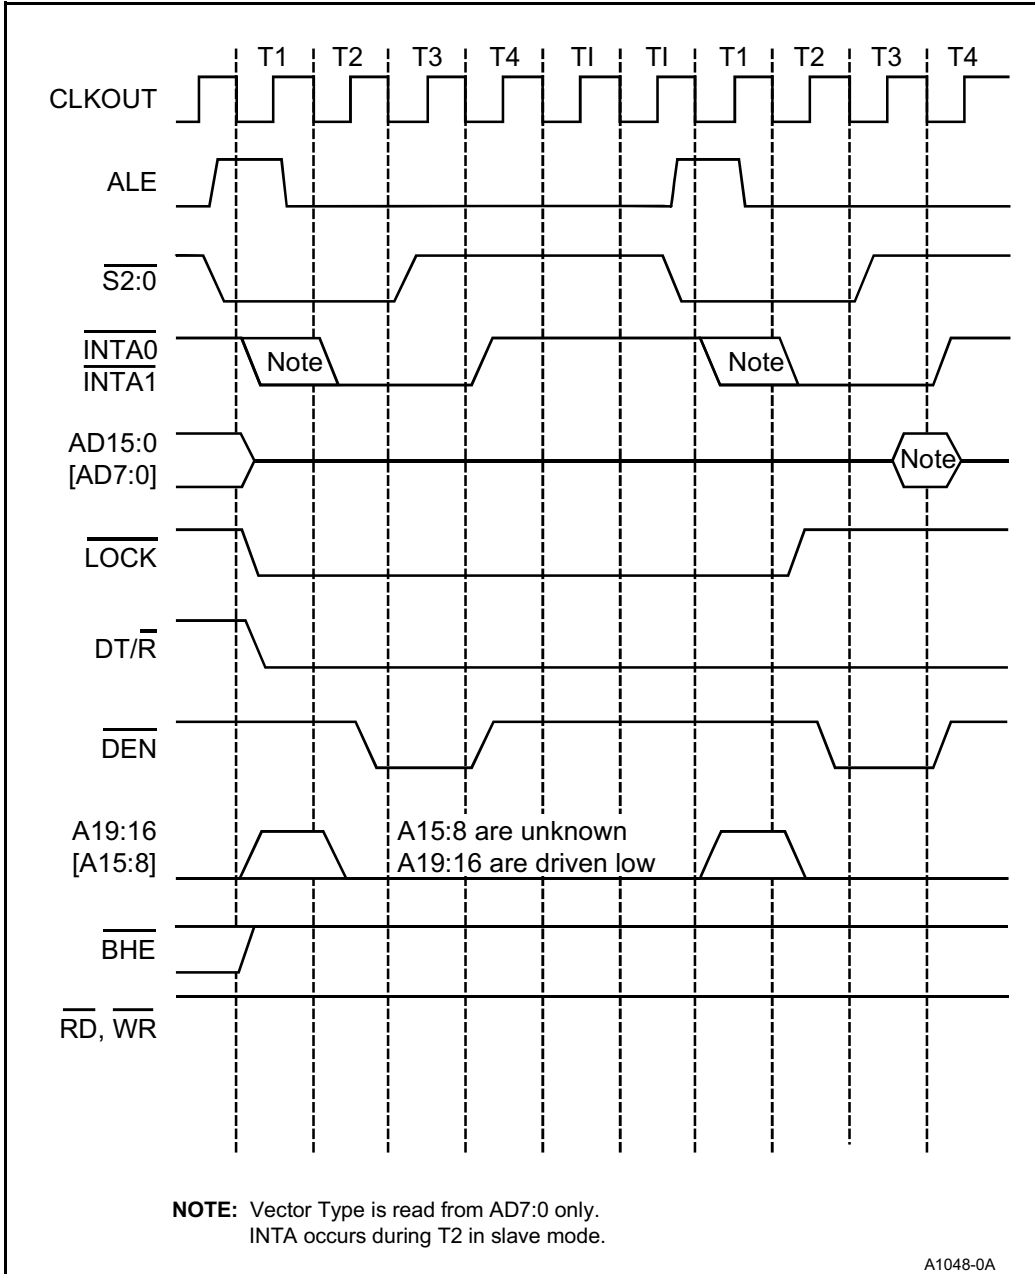 T1 T2 T3 T4 TI TI T1 T2 T3 T4
CLKOUT
ALE
S2:0
INTA0
INTA1
Note
Note
AD15:0
[AD7:0]
Note
LOCK
DT/R
DEN
A19:16
[A15:8]
A15:8 are unknown
A19:16 are driven low
BHE
RD, WR
NOTE: Vector Type is read from AD7:0 only.
INTA occurs during T2 in slave mode.
A1048-0A